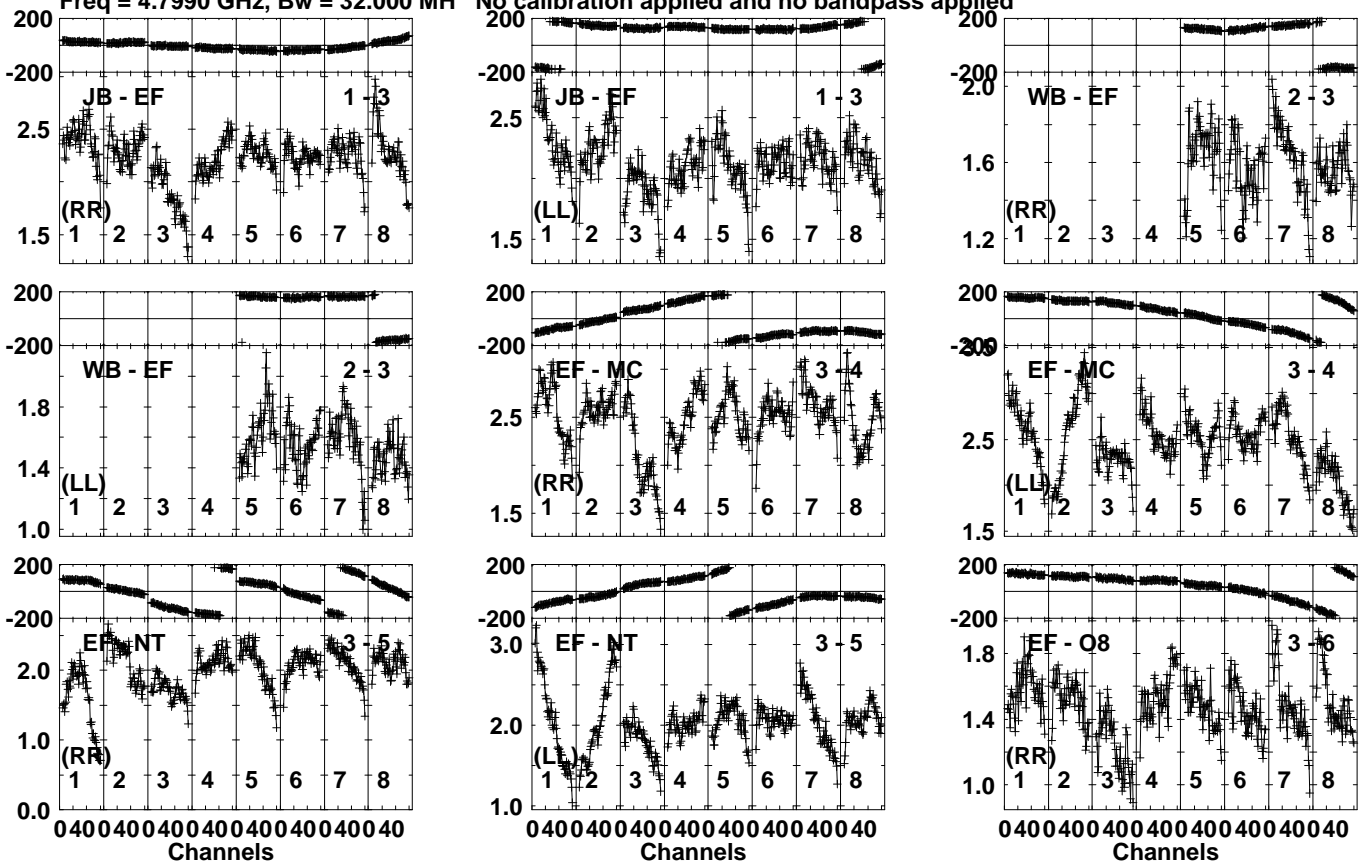 Freq = 4.7990 GHz, Bw = 32.000 MH No calibration applied and no bandpass applied
200
-200
JB - EF 1 - 3
2.5
(RR)
1.5
1 2 3 4 5 6 7 8
200
-200
JB - EF 1 - 3
2.5
(LL)
1.5
1 2 3 4 5 6 7 8
200
-200
2.0
WB - EF 2 - 3
1.6
(RR)
1.2
1 2 3 4 5 6 7 8
200
-200
WB - EF 2 - 3
1.8
1.4
(LL)
1.0
1 2 3 4 5 6 7 8
200
-200
EF - MC 3 - 4
2.5
(RR)
1.5
1 2 3 4 5 6 7 8
200
-200
3.5
EF - MC 3 - 4
2.5
(LL)
1.5
1 2 3 4 5 6 7 8
200
-200
EF - NT 3 - 5
2.0
1.0
(RR)
0.0
1 2 3 4 5 6 7 8
0 40 0 40 0 40 0 40 0 40 0 40 0 40 0 40
Channels
200
-200
3.0
EF - NT 3 - 5
2.0
(LL)
1.0
1 2 3 4 5 6 7 8
0 40 0 40 0 40 0 40 0 40 0 40 0 40 0 40
Channels
200
-200
1.8
EF - O8 3 - 6
1.4
(RR)
1.0
1 2 3 4 5 6 7 8
0 40 0 40 0 40 0 40 0 40 0 40 0 40 0 40
Channels